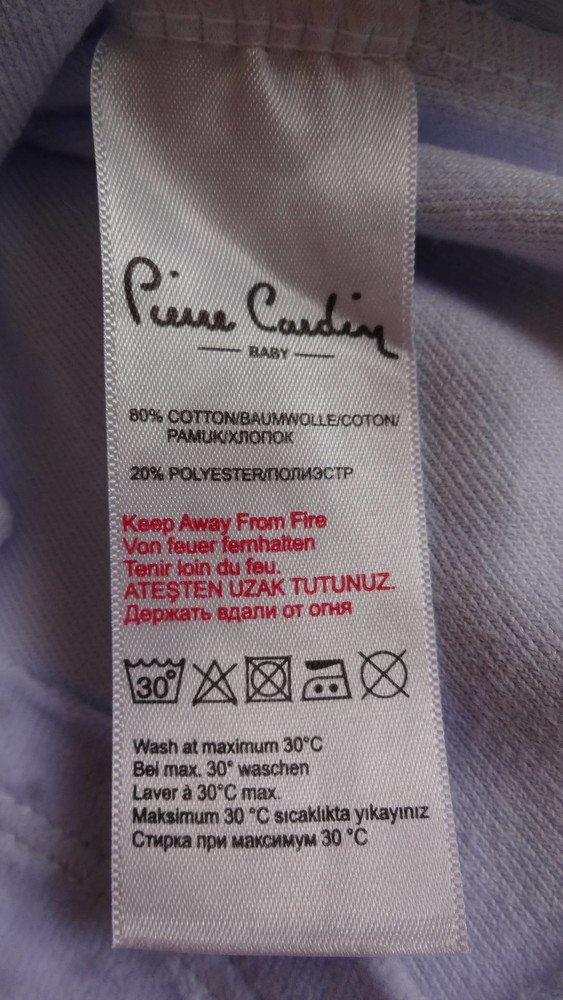 Pierre Cardin
BABY
80% COTTON/BAUMWOLLE/COTON/
PAMUK/ХЛОПОК
20% POLYESTER/ПОЛИЭСТР
Keep Away From Fire
Von feuer fernhalten
Tenir loin du feu.
ATEŞTEN UZAK TUTUNUZ.
Держать вдали от огня
30°
Wash at maximum 30°C
Bei max. 30° waschen
Laver à 30°C max.
Maksimum 30 °C sıcaklıkta yıkayınız
Стирка при максимум 30 °C